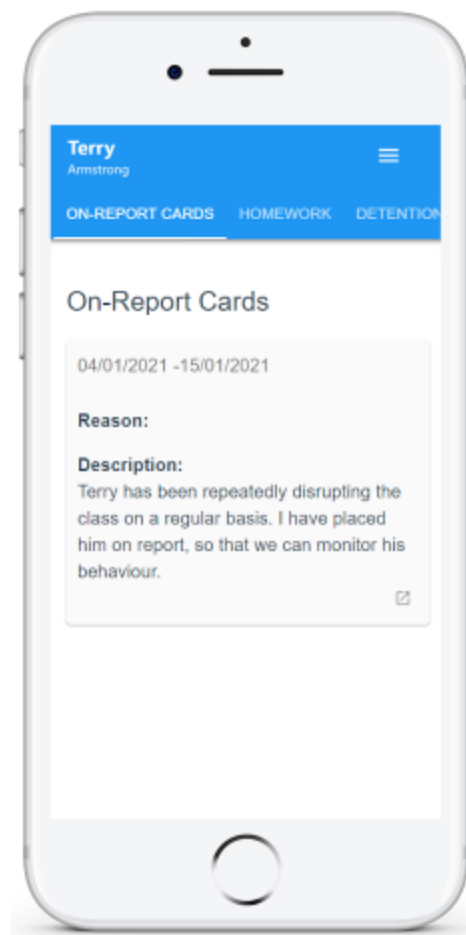 Terry
Armstrong
ON-REPORT CARDS HOMEWORK DETENTION
On-Report Cards
04/01/2021 -15/01/2021
Reason:
Description:
Terry has been repeatedly disrupting the
class on a regular basis. I have placed
him on report, so that we can monitor his
behaviour.